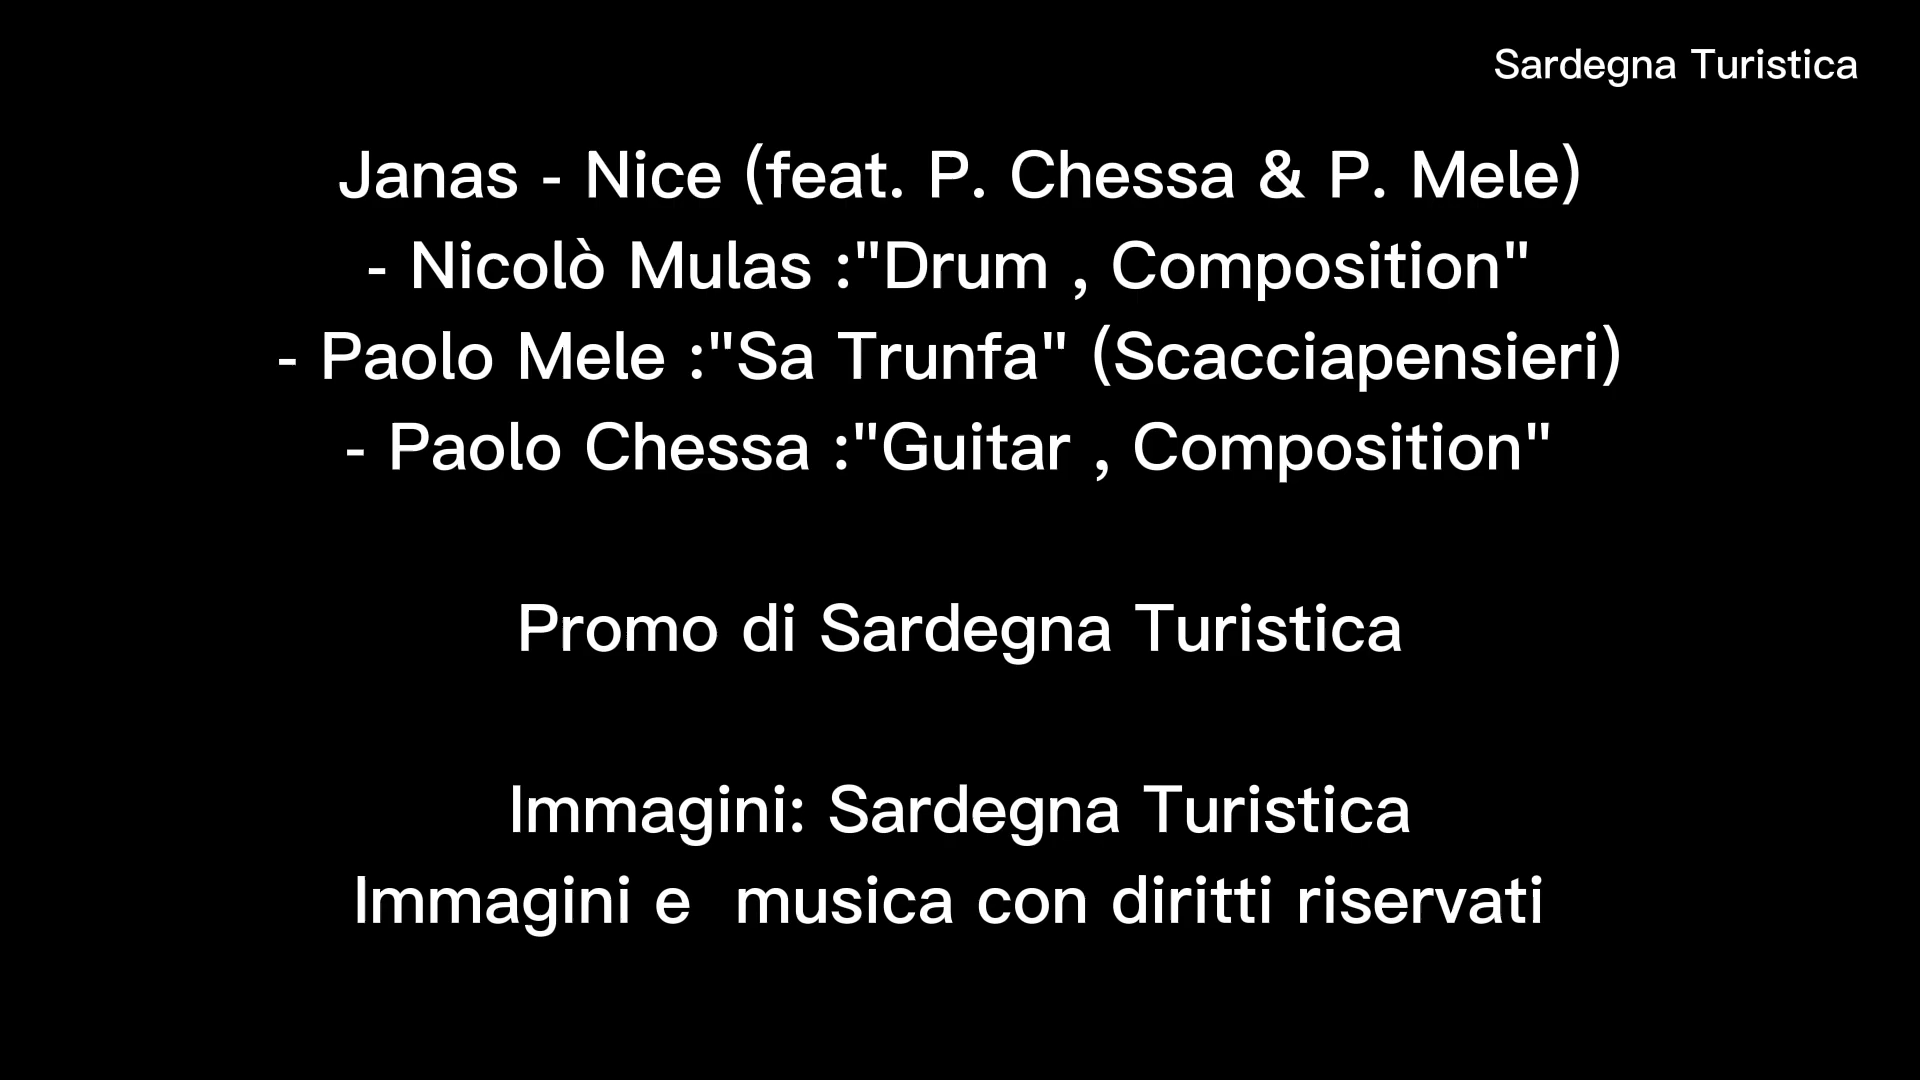 Sardegna Turistica
Janas - Nice (feat. P. Chessa & P. Mele)
- Nicolò Mulas :"Drum , Composition"
- Paolo Mele :"Sa Trunfa" (Scacciapensieri)
- Paolo Chessa :"Guitar , Composition"
Promo di Sardegna Turistica
Immagini: Sardegna Turistica
Immagini e  musica con diritti riservati